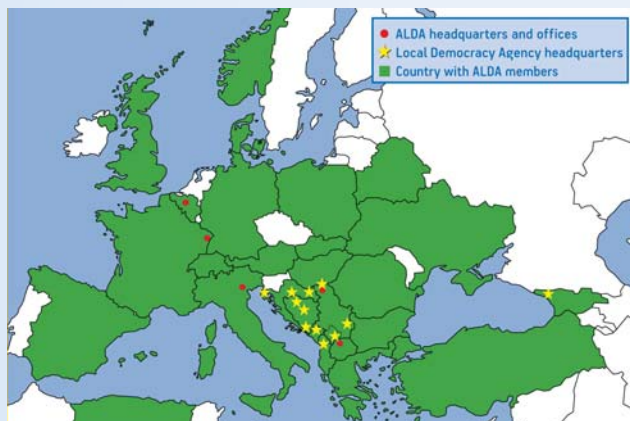 ALDA headquarters and offices
Local Democracy Agency headquarters
Country with ALDA members